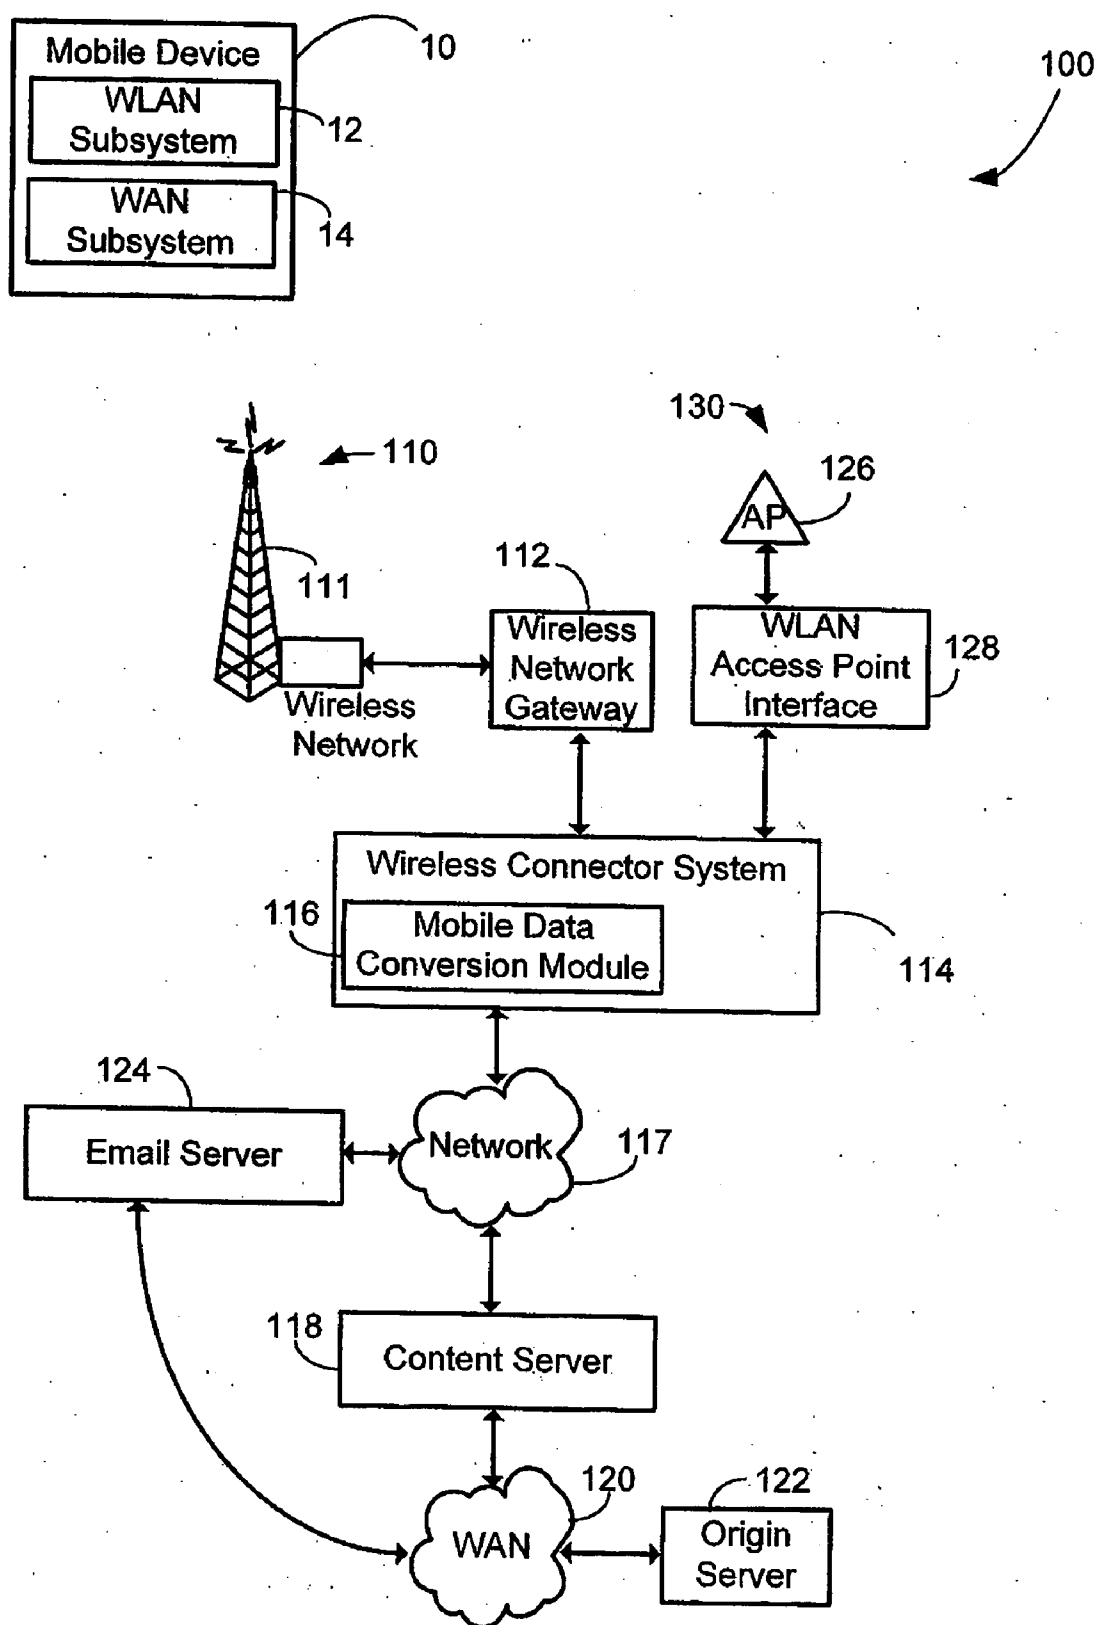 Mobile Device
10
100
WLAN
Subsystem
12
WAN
Subsystem
14
130
110
126
AP
111
112
Wireless
Network
Gateway
WLAN
Access Point
Interface
128
Wireless
Network
Wireless Connector System
116
Mobile Data
Conversion Module
114
124
Email Server
Network
117
118
Content Server
120
122
WAN
Origin
Server